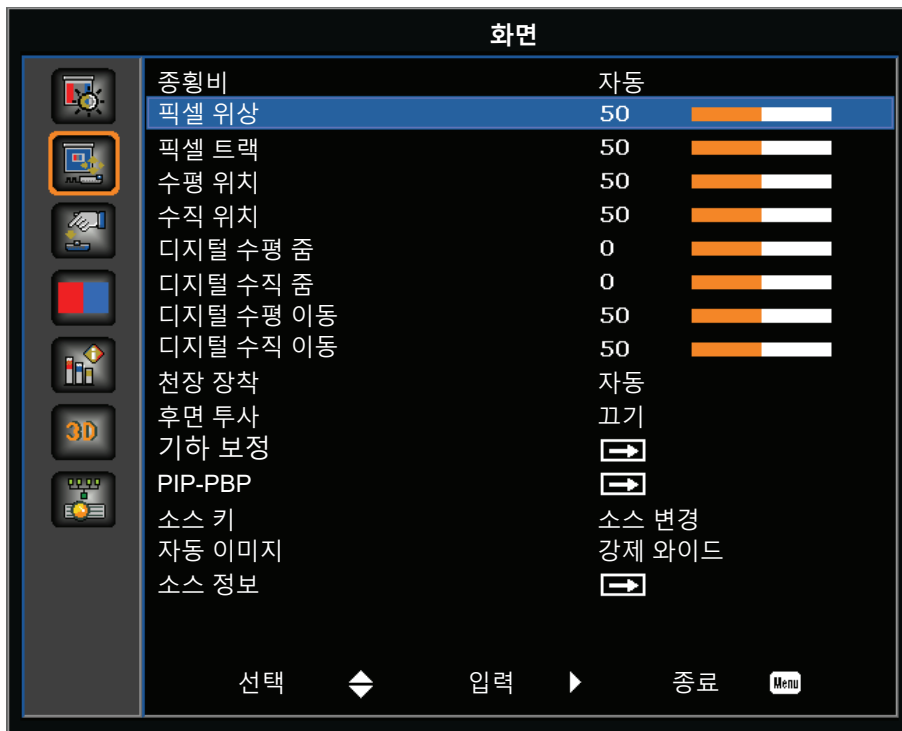 화면
종횡비 자동
픽셀 위상 50
픽셀 트랙 50
수평 위치 50
수직 위치 50
디지털 수평 줌 0
디지털 수직 줌 0
디지털 수평 이동 50
디지털 수직 이동 50
천장 장착 자동
후면 투사 끄기
기하 보정
PIP-PBP
소스 키 소스 변경
자동 이미지 강제 와이드
소스 정보
3D
선택 입력 종료 Menu